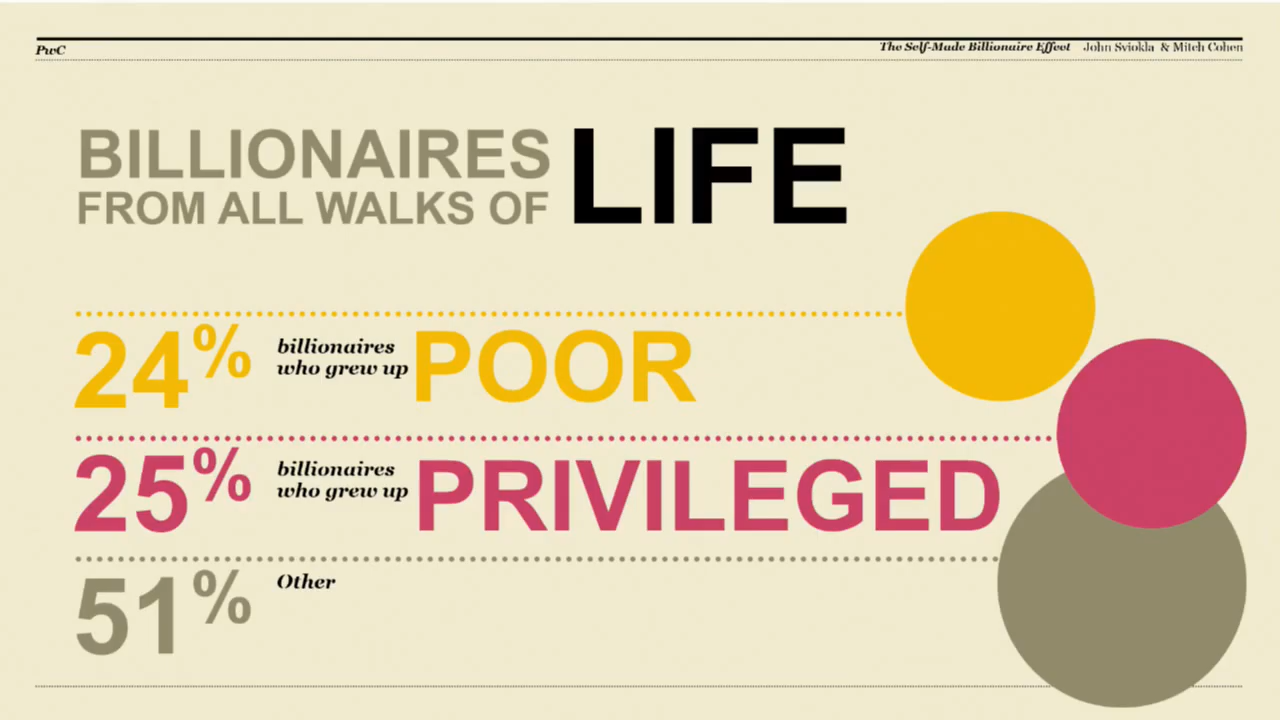 PwC
The Self-Made Billionaire Effect John Sviokla & Mitch Cohen
BILLIONAIRES
FROM ALL WALKS OF LIFE
24% billionaires
who grew up POOR
25% billionaires
who grew up PRIVILEGED
51% Other